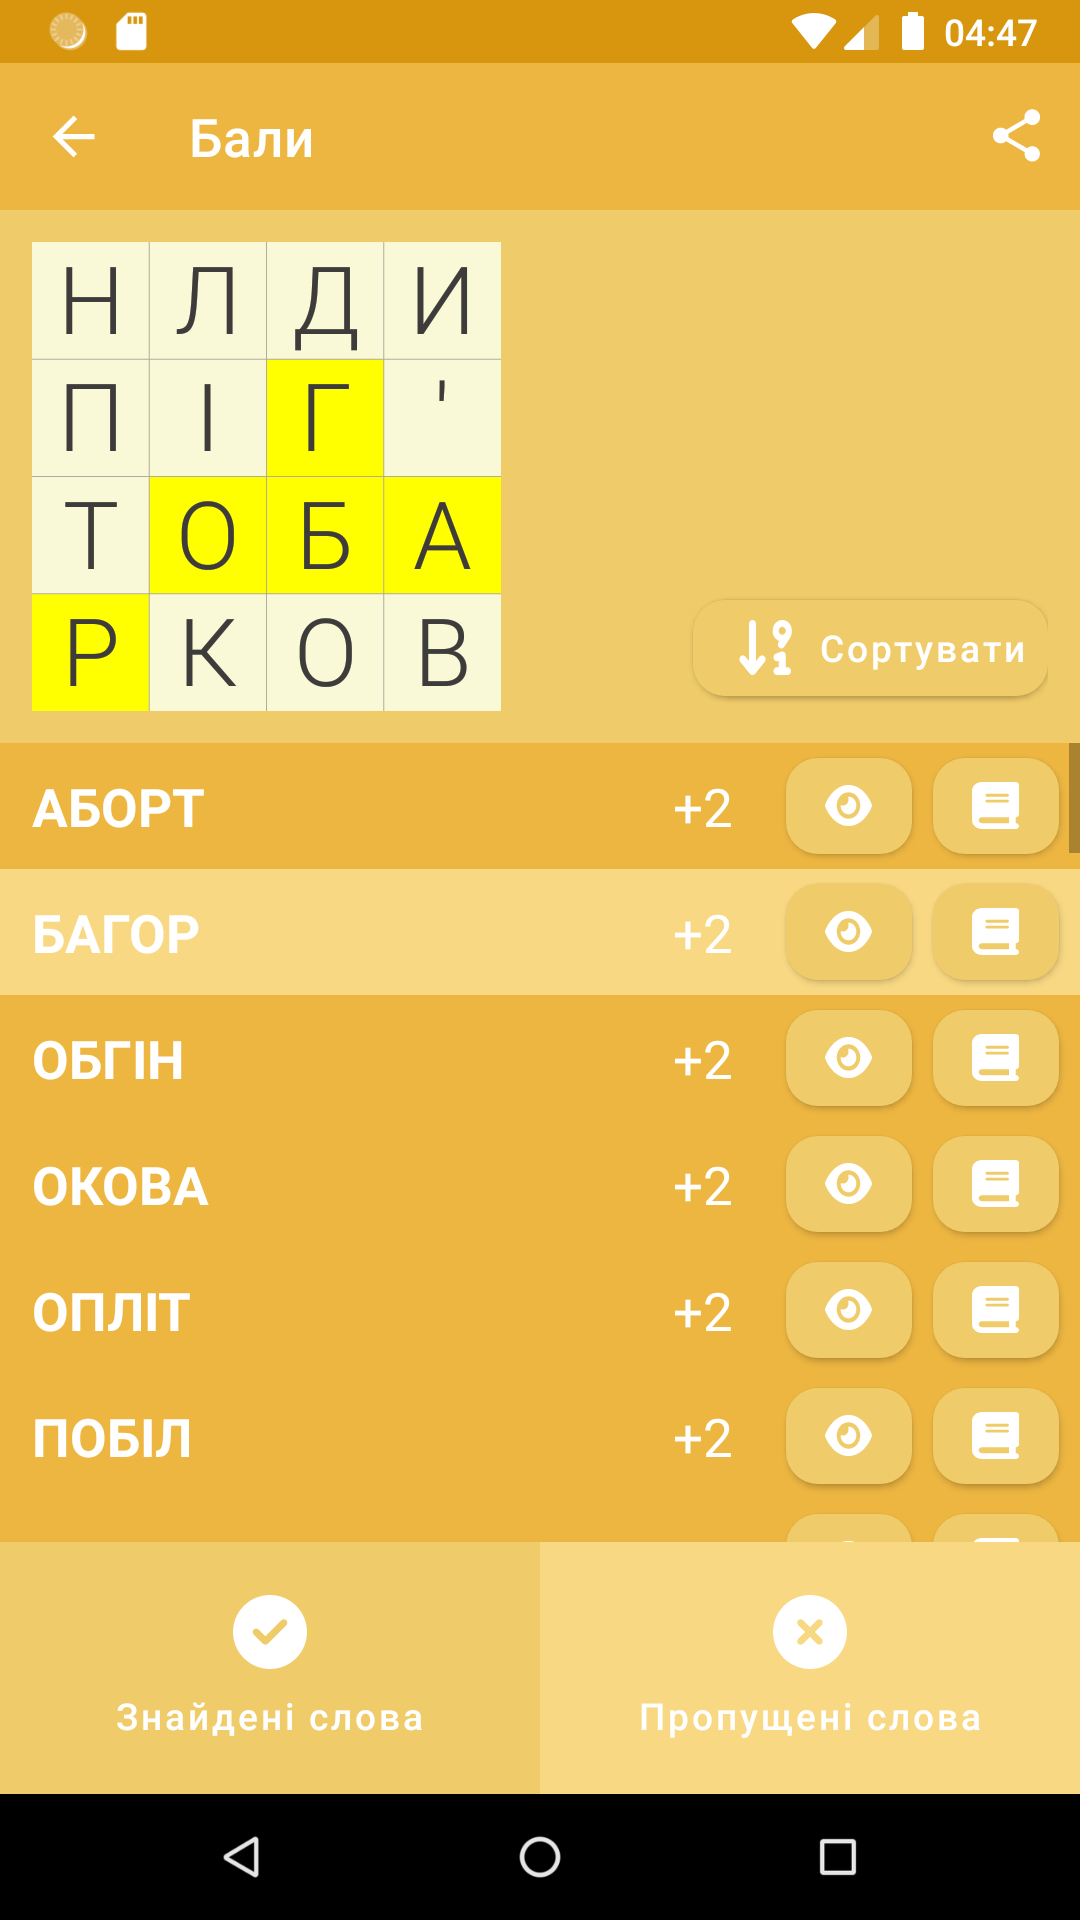 04:47
Бали
Н Л Д И
П І Г '
Т О Б А
Р К О В
Сортувати
АБОРТ +2
БАГОР +2
ОБГІН +2
ОКОВА +2
ОПЛІТ +2
ПОБІЛ +2
Знайдені слова
Пропущені слова